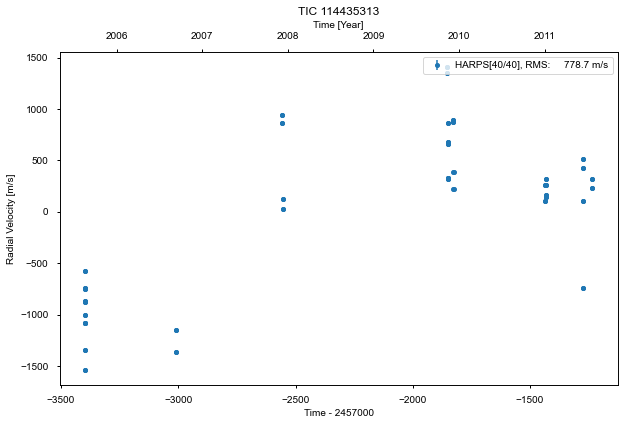 TIC 114435313
Time [Year]
2006 2007 2008 2009 2010 2011
HARPS[40/40], RMS: 778.7 m/s
1500
1000
500
0
−500
−1000
−1500
Radial Velocity [m/s]
−3500 −3000 −2500 −2000 −1500
Time - 2457000